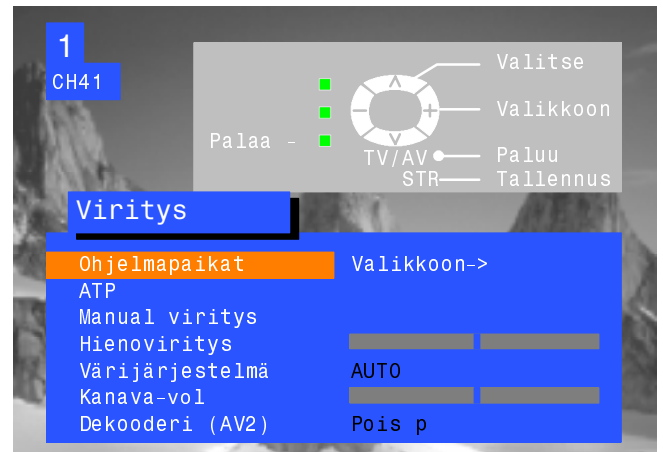 1
CH41
Valitse
Valikkoon
Palaa -
TV/AV Paluu
STR Tallennus
Viritys
Ohjelmapaikat Valikkoon->
ATP
Manual viritys
Hienoviritys
Värijärjestelmä AUTO
Kanava-vol
Dekooderi (AV2) Pois p